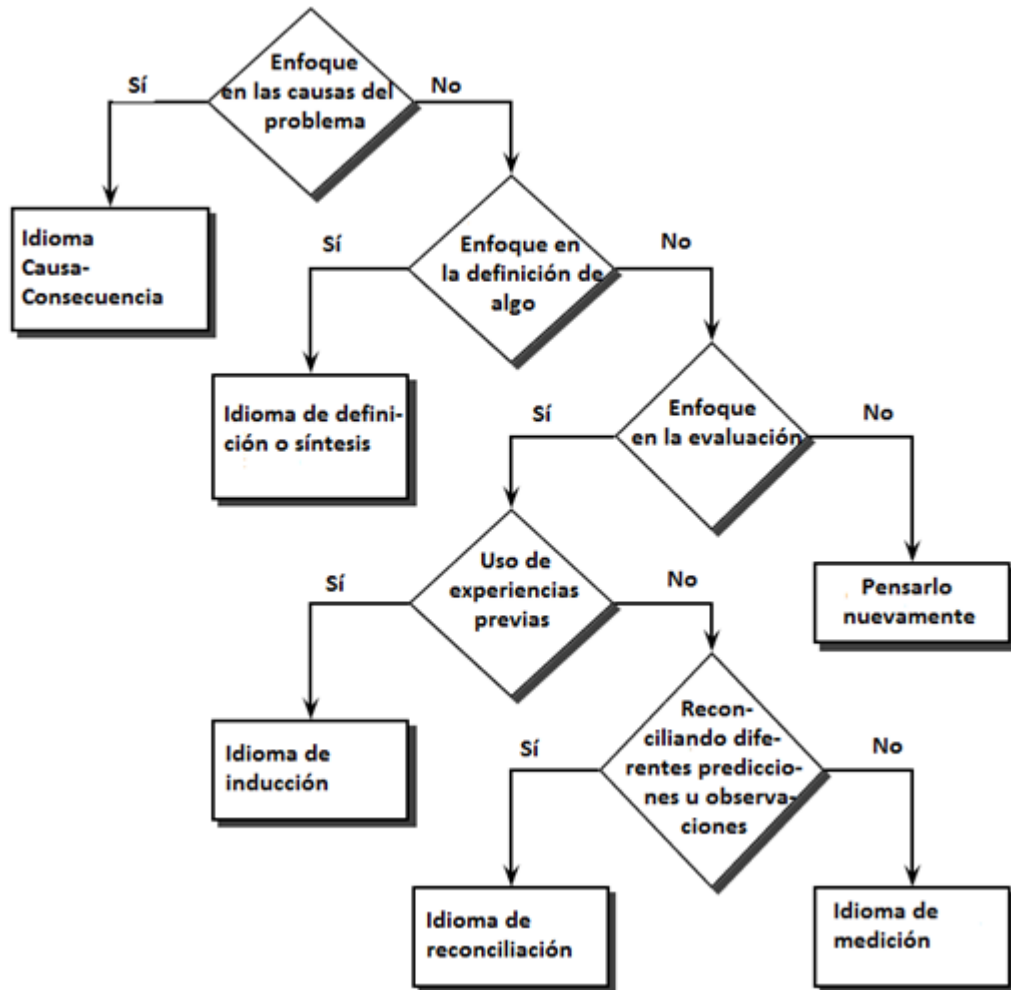 Enfoque
en las causas del
problema
Sí
No
Idioma
Causa-
Consecuencia
Enfoque en
la definición de
algo
Sí
No
Idioma de defini-
ción o síntesis
Enfoque
en la evaluación
Sí
No
Uso de
experiencias
previas
Sí
No
Pensarlo
nuevamente
Idioma de
inducción
Recon-
ciliando dife-
rentes prediccio-
nes u observa-
ciones
Sí
No
Idioma de
reconciliación
Idioma de
medición